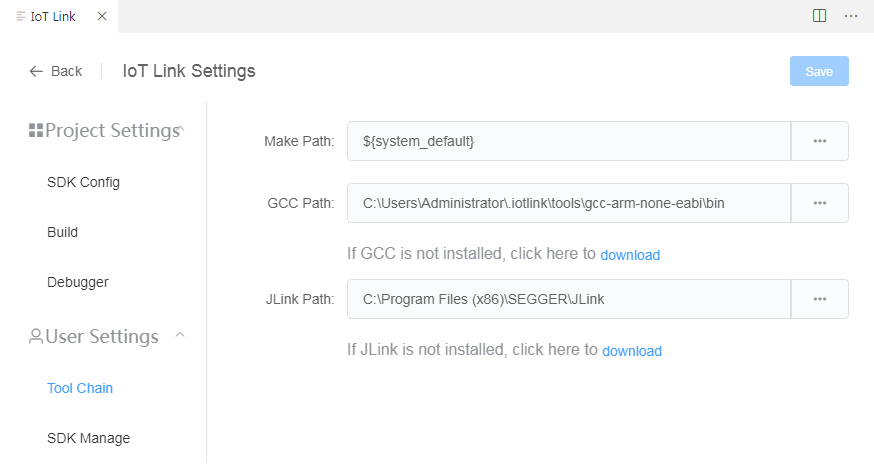 IoT Link
Back
IoT Link Settings
Save
Project Settings
SDK Config
Build
Debugger
User Settings
Tool Chain
SDK Manage
Make Path:
${system_default}
GCC Path:
C:\Users\Administrator\.iotlink\tools\gcc-arm-none-eabi\bin
If GCC is not installed, click here to download
JLink Path:
C:\Program Files (x86)\SEGGER\JLink
If JLink is not installed, click here to download